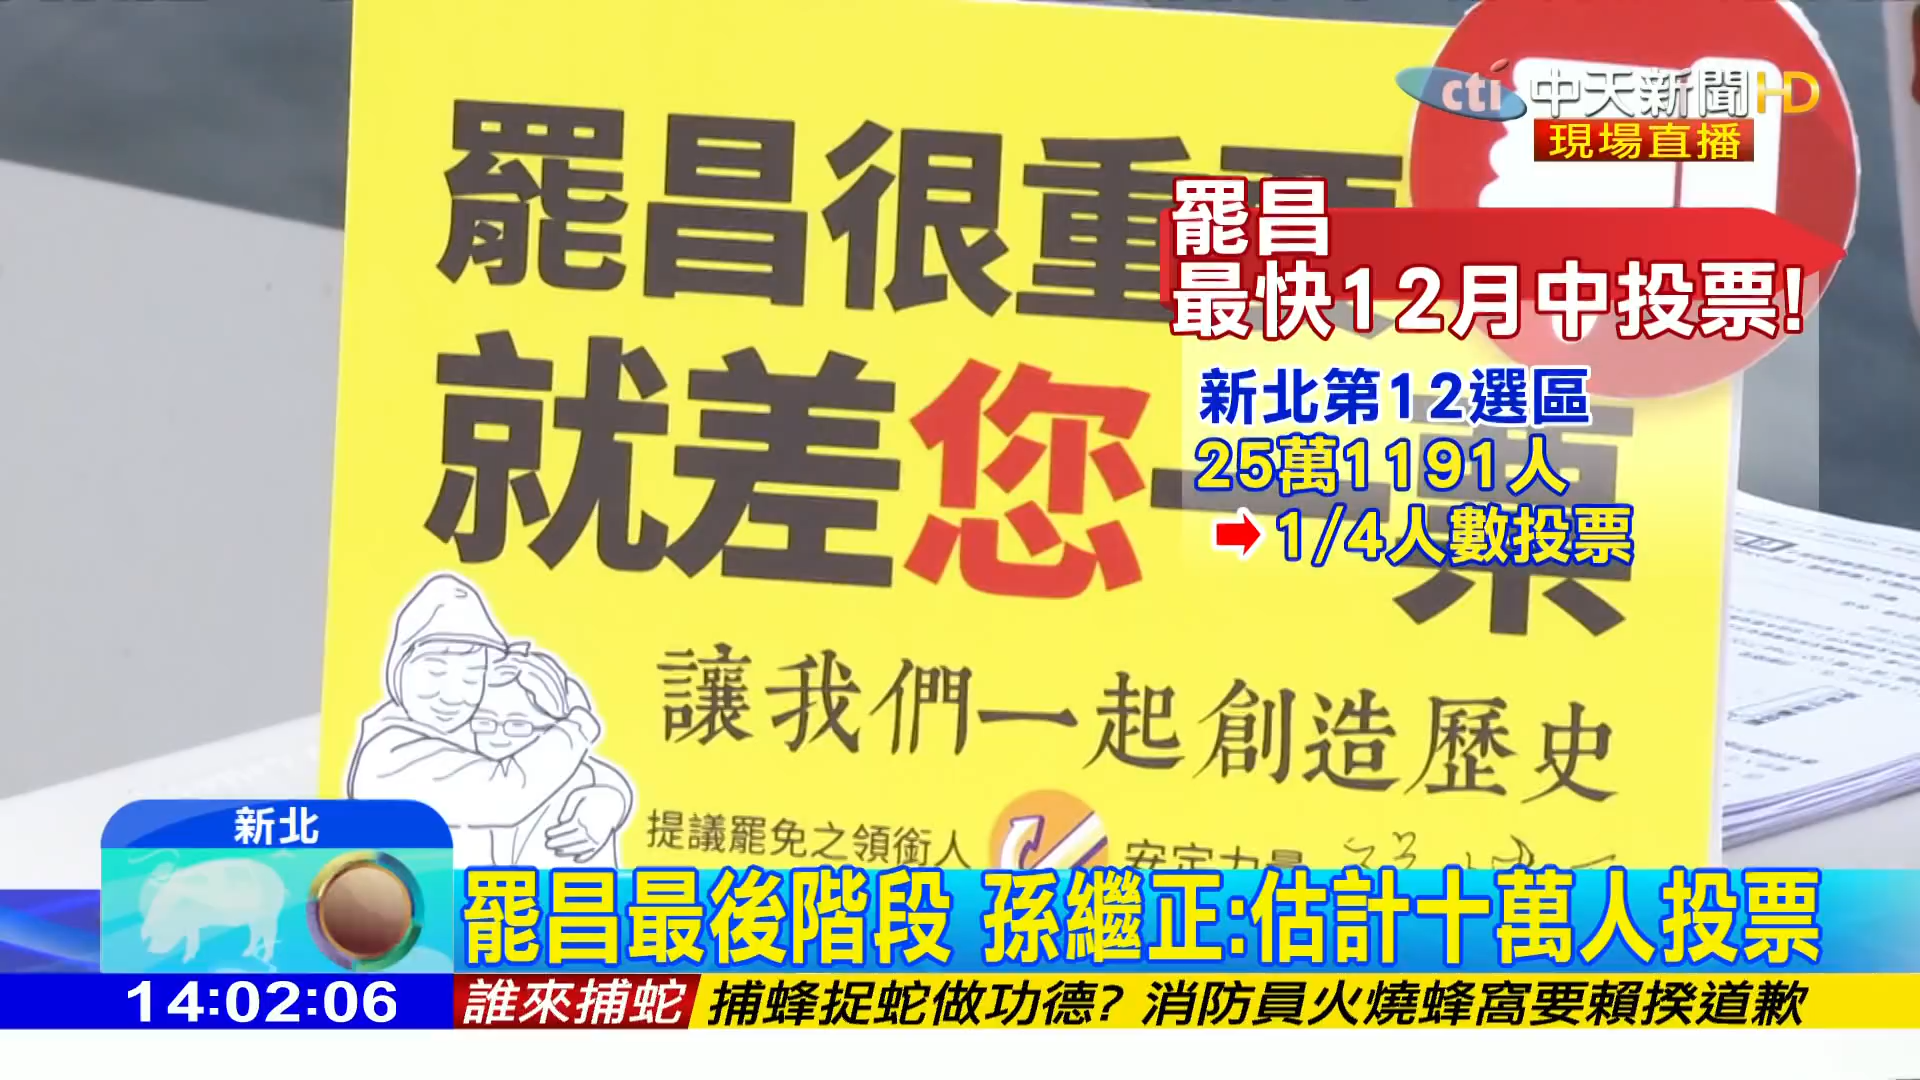 cti 中天新聞HD
現場直播
罷昌很重
就差您一票
讓我們一起創造歷史
提議罷免之領銜人
安定力量
罷昌
最快12月中投票!
新北第12選區
25萬1191人
1/4人數投票
新北
罷昌最後階段 孫繼正:估計十萬人投票
14:02:06
誰來捕蛇
捕蜂捉蛇做功德? 消防員火燒蜂窩要賴揆道歉